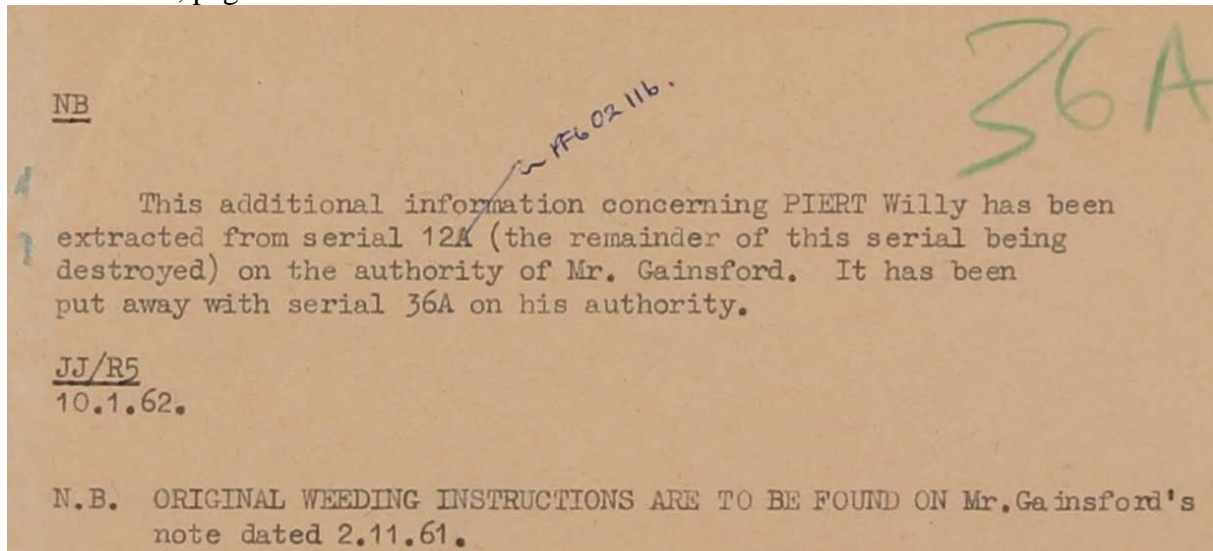 36A
NB
in PF602116.
This additional information concerning PIERT Willy has been
extracted from serial 12A (the remainder of this serial being
destroyed) on the authority of Mr. Gainsford. It has been
put away with serial 36A on his authority.
JJ/R5
10.1.62.
N.B. ORIGINAL WEEDING INSTRUCTIONS ARE TO BE FOUND ON Mr.Gainsford's
note dated 2.11.61.